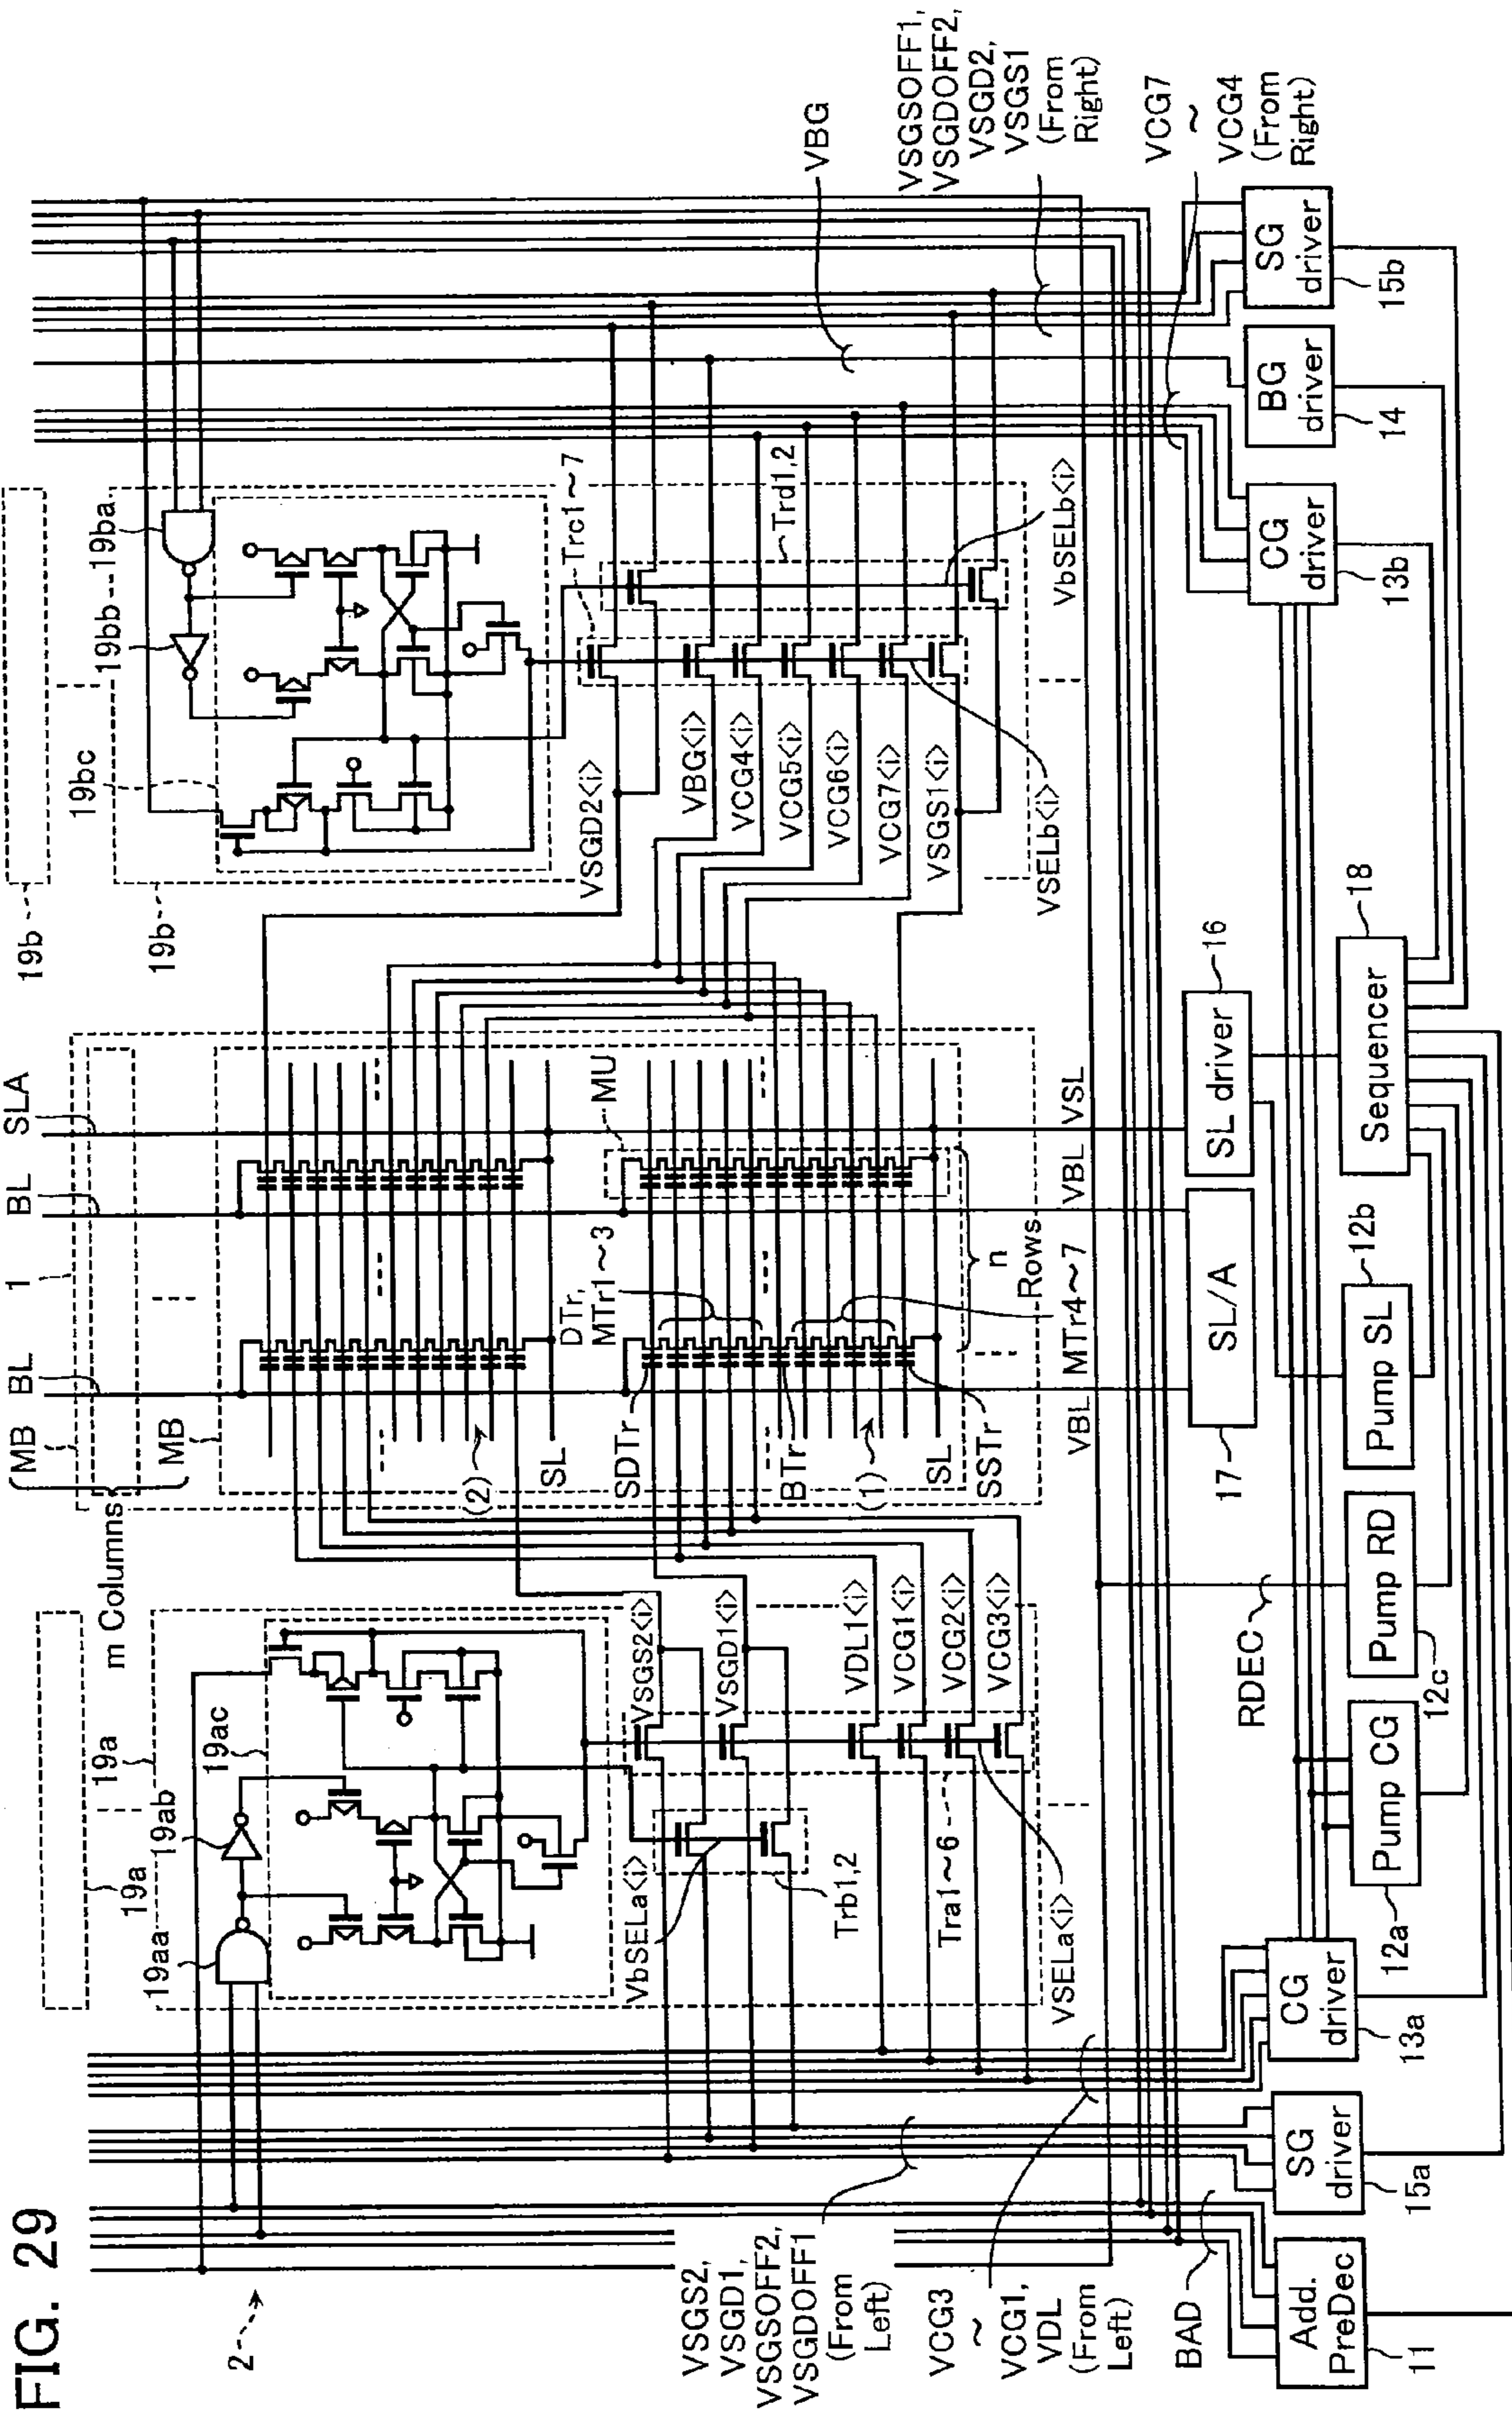 FIG. 29
2
19a
19a
19aa
19ab
19ac
m Columns
MB
MB
BL
1
BL
SLA
19b
19b
19bc
19bb
19ba
(2)
SL
DTr,
MTr1~3
MU
SDTr
BTr
(1)
SL
SSTr
MTr4~7
n
Rows
VBL
VBL
VSL
VSGS2<i>
VSGD1<i>
VDL1<i>
VCG1<i>
VCG2<i>
VCG3<i>
VbSELa<i>
Trb1,2
Tra1~6
VSELa<i>
VSGD2<i>
VBG<i>
VCG4<i>
VCG5<i>
VCG6<i>
VCG7<i>
VSGS1<i>
VSELb<i>
Trc1~7
Trd1,2
VbSELb<i>
VBG
VSGSOFF1,
VSGDOFF2,
VSGD2,
VSGS1
(From
Right)
VCG7
~
VCG4
(From
Right)
VSGS2,
VSGD1,
VSGSOFF2,
VSGDOFF1
(From
Left)
VCG3
~
VCG1,
VDL
(From
Left)
BAD
RDEC
Add.
PreDec
11
SG
driver
15a
CG
driver
13a
Pump CG
12a
Pump RD
12c
Pump SL
12b
SL/A
17
SL driver
16
Sequencer
18
CG
driver
13b
BG
driver
14
SG
driver
15b